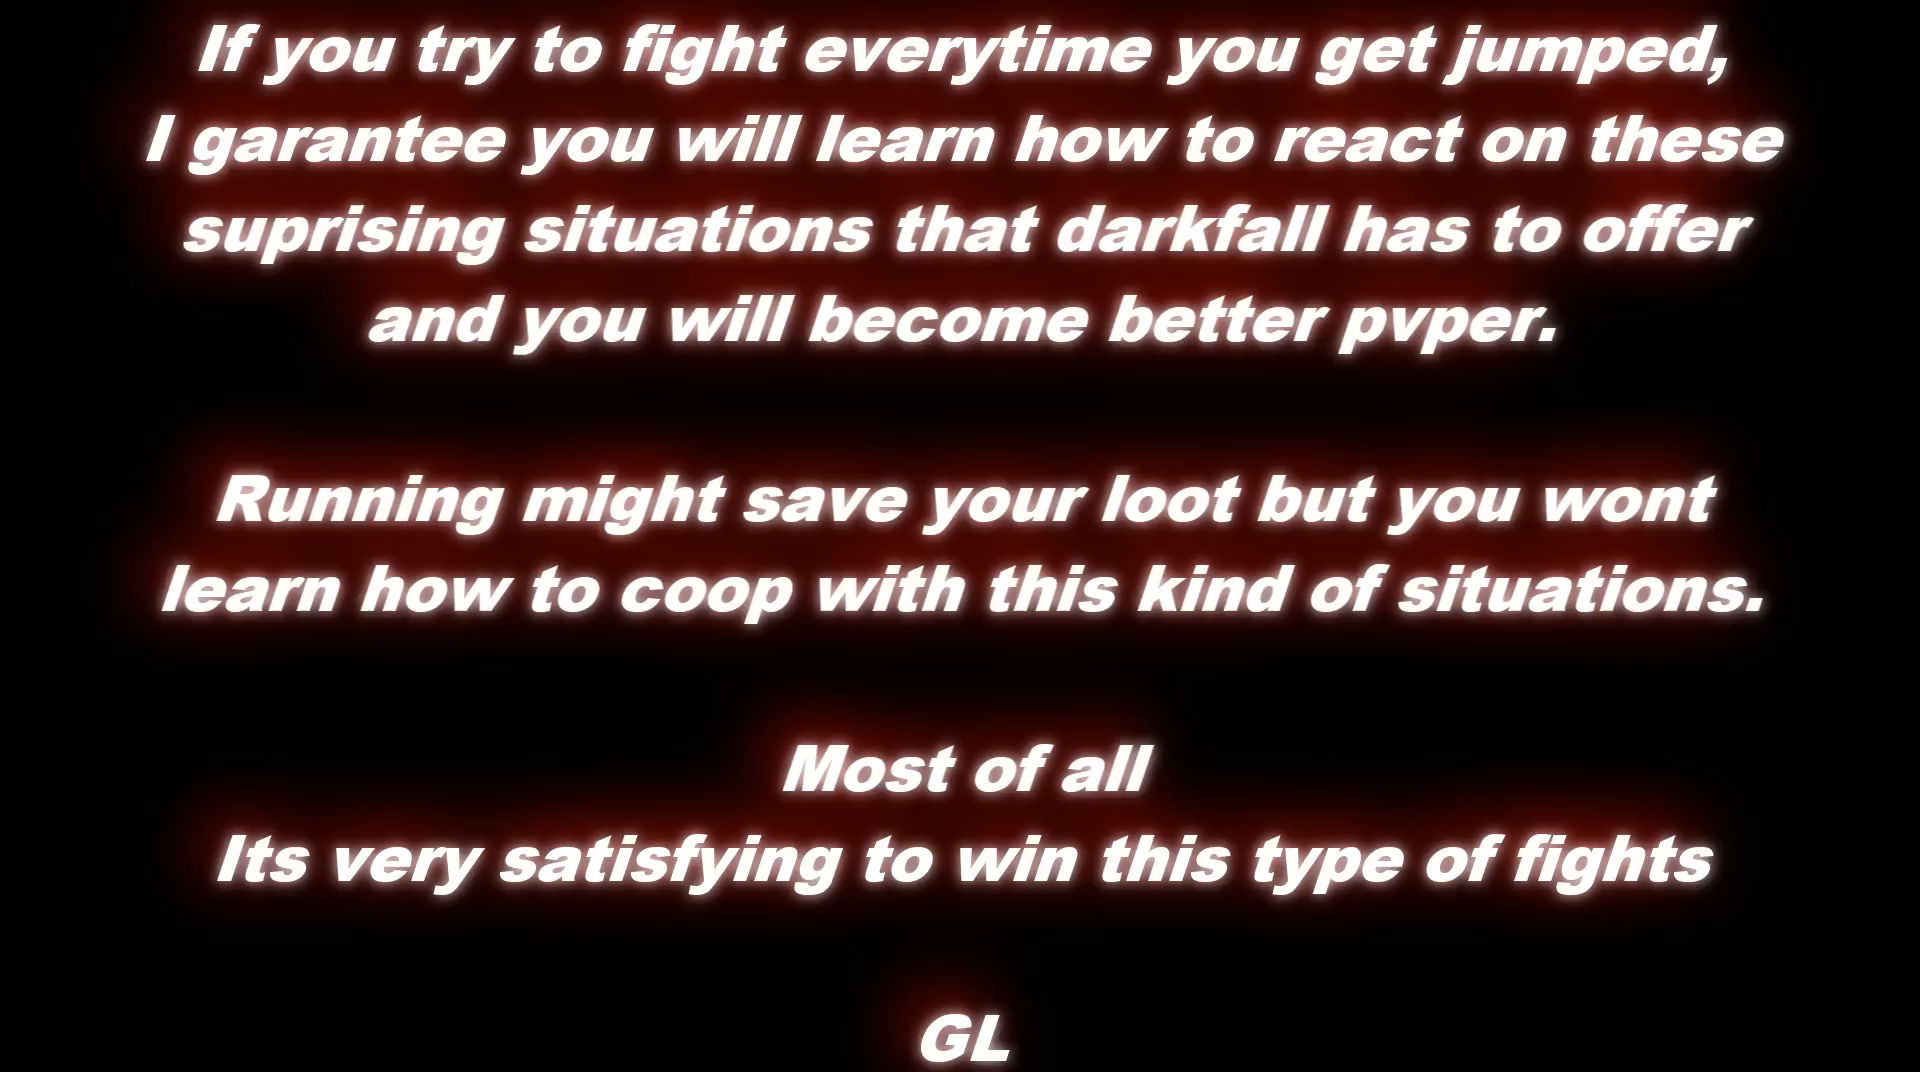 If you try to fight everytime you get jumped,
I garantee you will learn how to react on these
suprising situations that darkfall has to offer
and you will become better pvper.
Running might save your loot but you wont
learn how to coop with this kind of situations.
Most of all
Its very satisfying to win this type of fights
GL